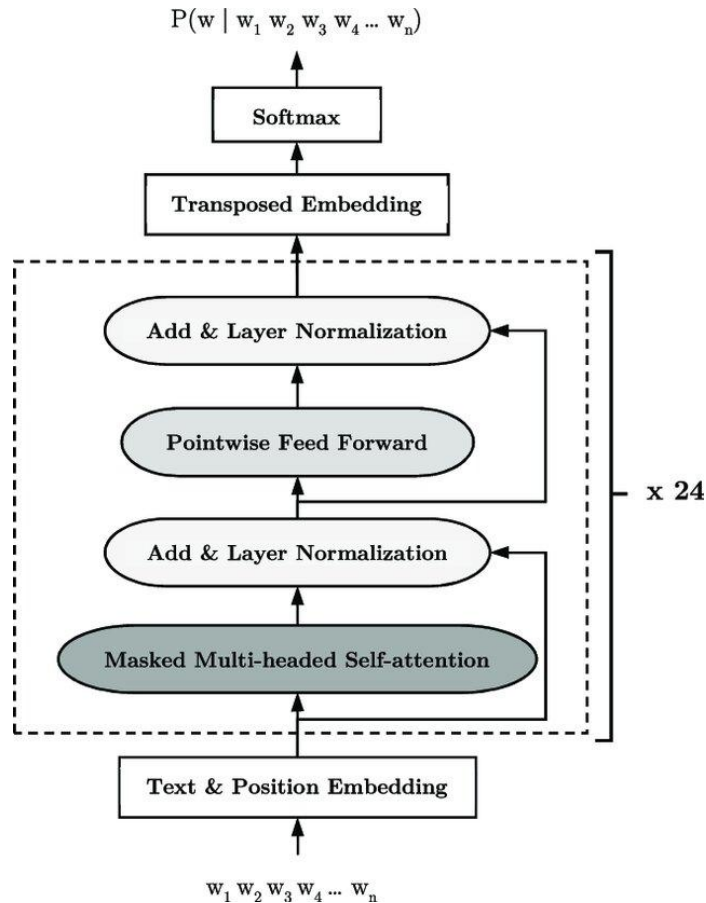 P(w | w₁ w₂ w₃ w₄ ... wₙ)
Softmax
Transposed Embedding
Add & Layer Normalization
Pointwise Feed Forward
x 24
Add & Layer Normalization
Masked Multi-headed Self-attention
Text & Position Embedding
w₁ w₂ w₃ w₄ ... wₙ